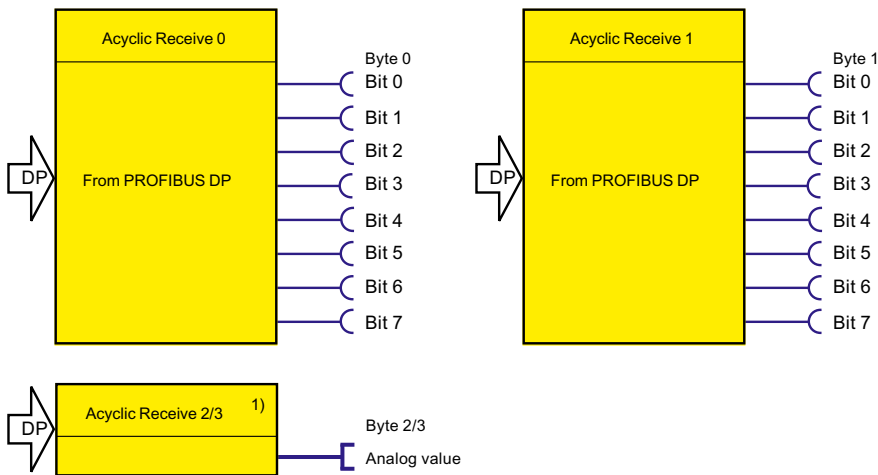 Acyclic Receive 0
Byte 0
Bit 0
Bit 1
Bit 2
DP
From PROFIBUS DP
Bit 3
Bit 4
Bit 5
Bit 6
Bit 7
Acyclic Receive 1
Byte 1
Bit 0
Bit 1
Bit 2
DP
From PROFIBUS DP
Bit 3
Bit 4
Bit 5
Bit 6
Bit 7
DP
Acyclic Receive 2/3 1)
Byte 2/3
Analog value